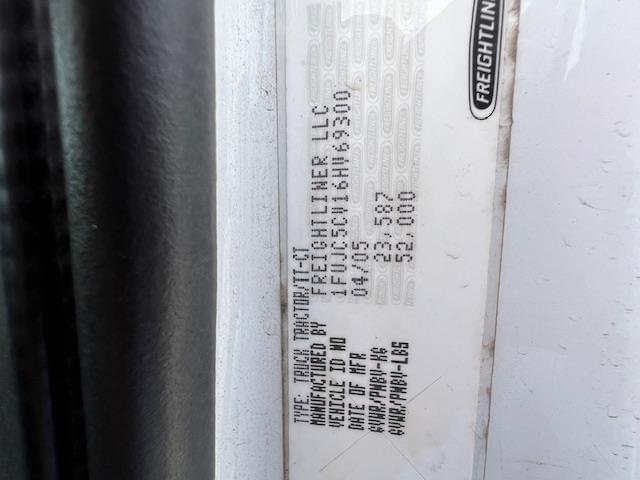 TYPE: TRUCK TRACTOR/TT-CT
MANUFACTURED BY FREIGHTLINER LLC
VEHICLE ID NO 1FUJC5CV16HV69300
DATE OF MFR 04/05
GVWR/PNBV-KG 23,587
GVWR/PNBV-LBS 52,000
FREIGHTLINER